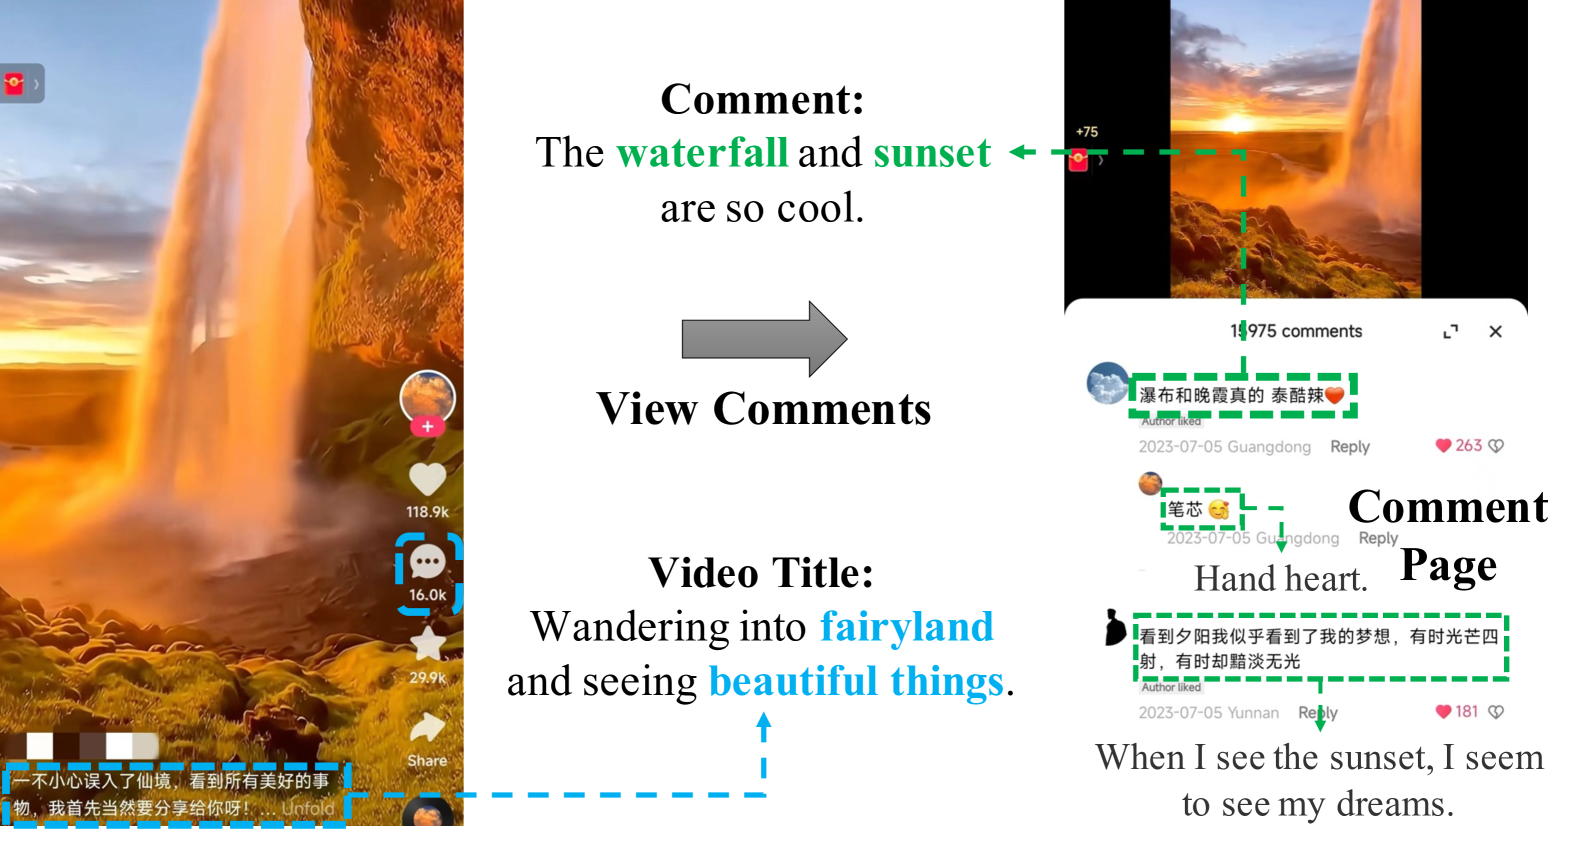 118.9k
16.0k
29.9k
Share
一不小心误入了仙境，看到所有美好的事
物，我首先当然要分享给你呀！... Unfold
Comment:
The waterfall and sunset
are so cool.
View Comments
Video Title:
Wandering into fairyland
and seeing beautiful things.
+75
15975 comments
瀑布和晚霞真的 泰酷辣❤️
Author liked
2023-07-05 Guangdong Reply 263
笔芯 🥰
2023-07-05 Guangdong Reply
Hand heart.
Comment
Page
看到夕阳我似乎看到了我的梦想，有时光芒四
射，有时却黯淡无光
Author liked
2023-07-05 Yunnan Reply 181
When I see the sunset, I seem
to see my dreams.